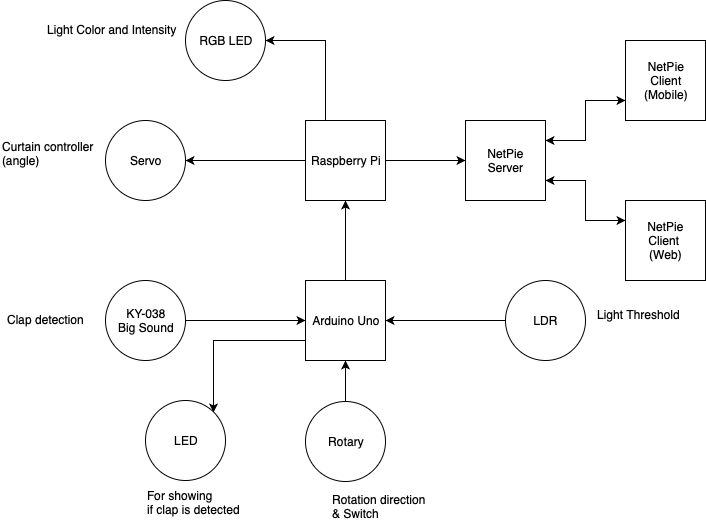 Light Color and Intensity
RGB LED
NetPie
Client
(Mobile)
Curtain controller
(angle)
Servo
Raspberry Pi
NetPie
Server
NetPie
Client
(Web)
Clap detection
KY-038
Big Sound
Arduino Uno
LDR
Light Threshold
LED
Rotary
For showing
if clap is detected
Rotation direction
& Switch